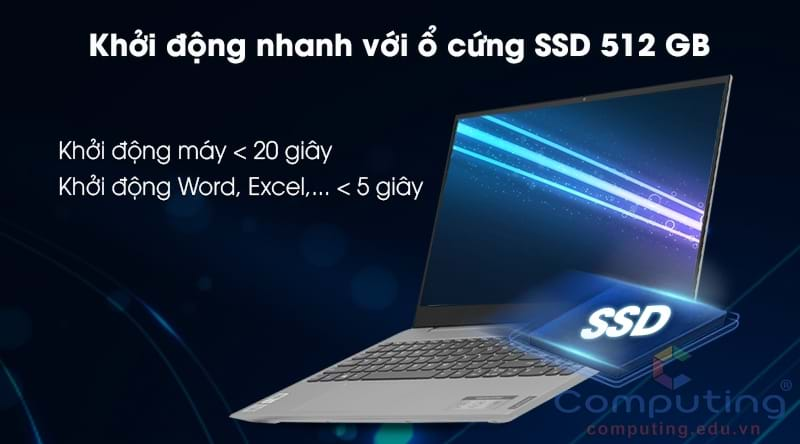 Khởi động nhanh với ổ cứng SSD 512 GB
Khởi động máy < 20 giây
Khởi động Word, Excel,... < 5 giây
SSD
Computing ®
computing.edu.vn